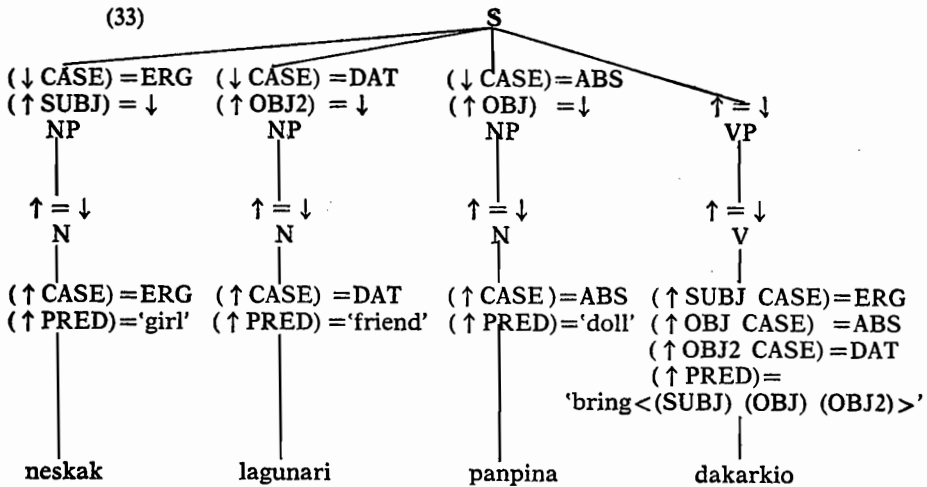 (33)
S
(↓ CASE)=ERG (↓ CASE)=DAT (↓ CASE)=ABS
(↑ SUBJ) = ↓ (↑ OBJ2) = ↓ (↑ OBJ) = ↓ ↑ = ↓
NP NP NP VP
↑ = ↓ ↑ = ↓ ↑ = ↓ ↑ = ↓
N N N V
(↑ CASE)=ERG (↑ CASE) =DAT (↑ CASE)=ABS (↑ SUBJ CASE)=ERG
(↑ PRED)='girl' (↑ PRED)='friend' (↑ PRED)='doll' (↑ OBJ CASE) =ABS
(↑ OBJ2 CASE)=DAT
(↑ PRED)=
'bring<(SUBJ) (OBJ) (OBJ2)>'
neskak lagunari panpina dakarkio